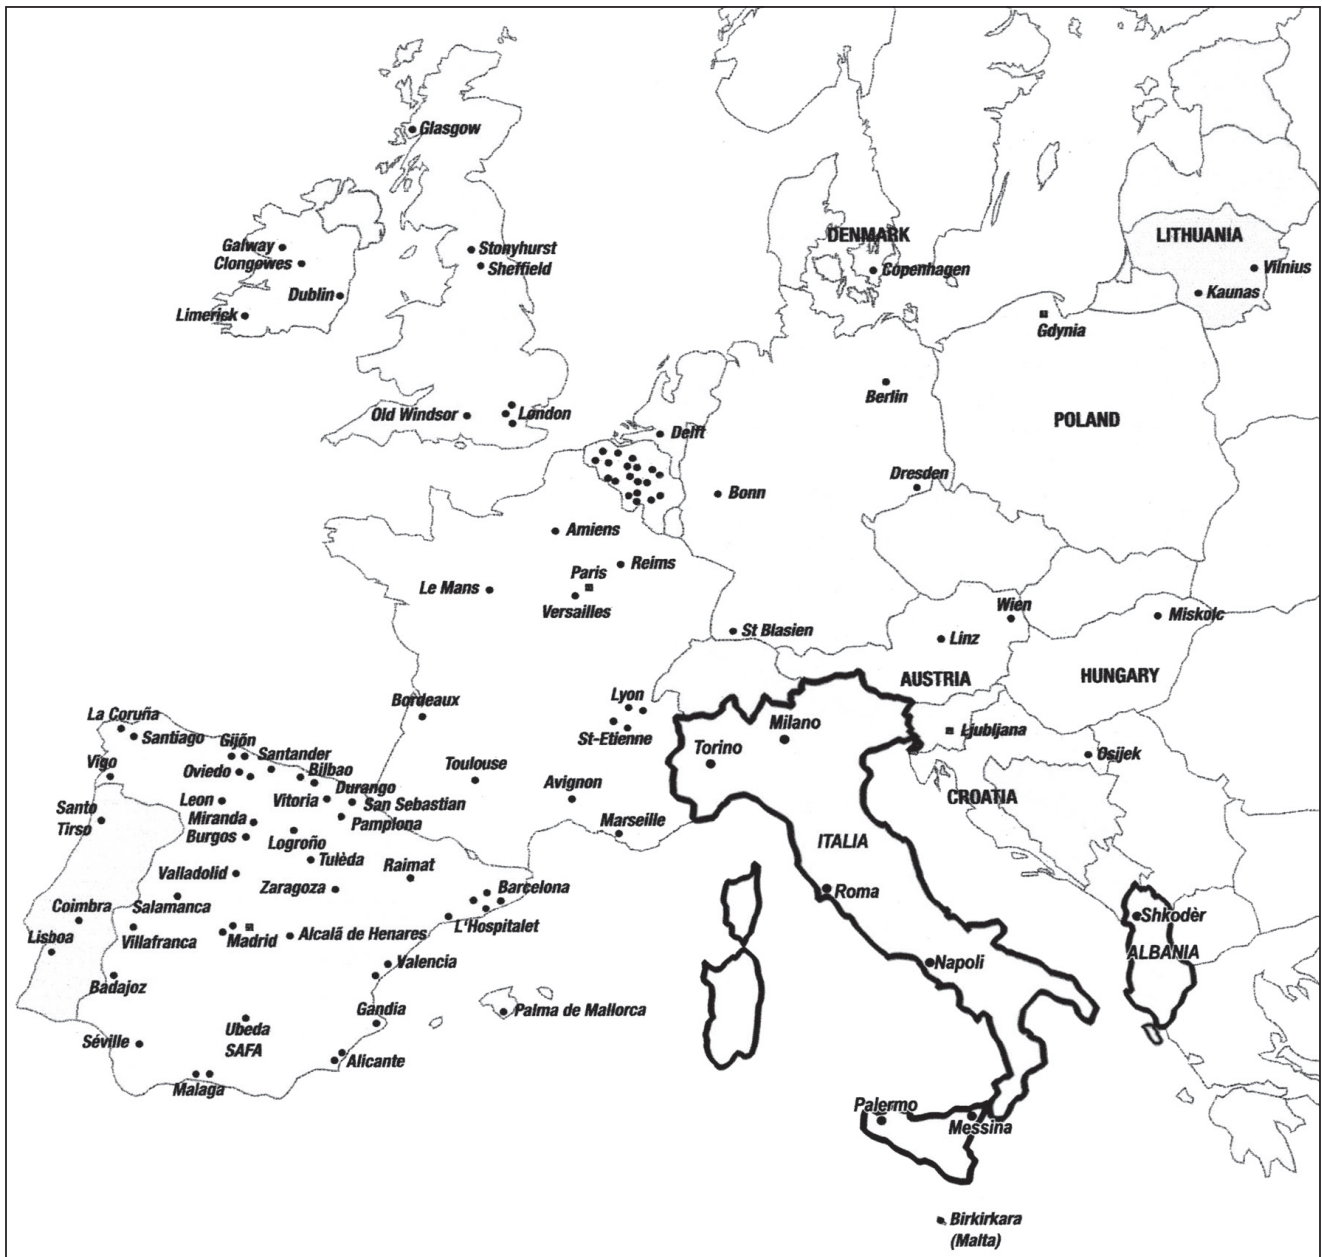 Glasgow
Galway
Clongowes
Dublin
Limerick
Stonyhurst
Sheffield
Old Windsor
London
DENMARK
Copenhagen
LITHUANIA
Vilnius
Kaunas
Gdynia
Berlin
POLAND
Delft
Dresden
Bonn
Amiens
Reims
Paris
Le Mans
Versailles
St Blasien
Wien
Linz
Miskolc
AUSTRIA
HUNGARY
Lyon
Bordeaux
St-Etienne
Toulouse
Avignon
Marseille
Milano
Torino
Ljubljana
Osijek
CROATIA
ITALIA
Roma
Napoli
Shkodèr
ALBANIA
Palermo
Messina
Birkirkara
(Malta)
La Coruña
Santiago
Gijõn
Santander
Vigo
Oviedo
Bilbao
Durango
Leon
Vitoria
San Sebastian
Santo
Tirso
Miranda
Pamplona
Burgos
Logroño
Tulèda
Raimat
Valladolid
Zaragoza
Barcelona
Coimbra
Salamanca
L'Hospitalet
Lisboa
Villafranca
Madrid
Alcalã de Henares
Valencia
Badajoz
Gandia
Palma de Mallorca
Ubeda
SAFA
Séville
Alicante
Malaga